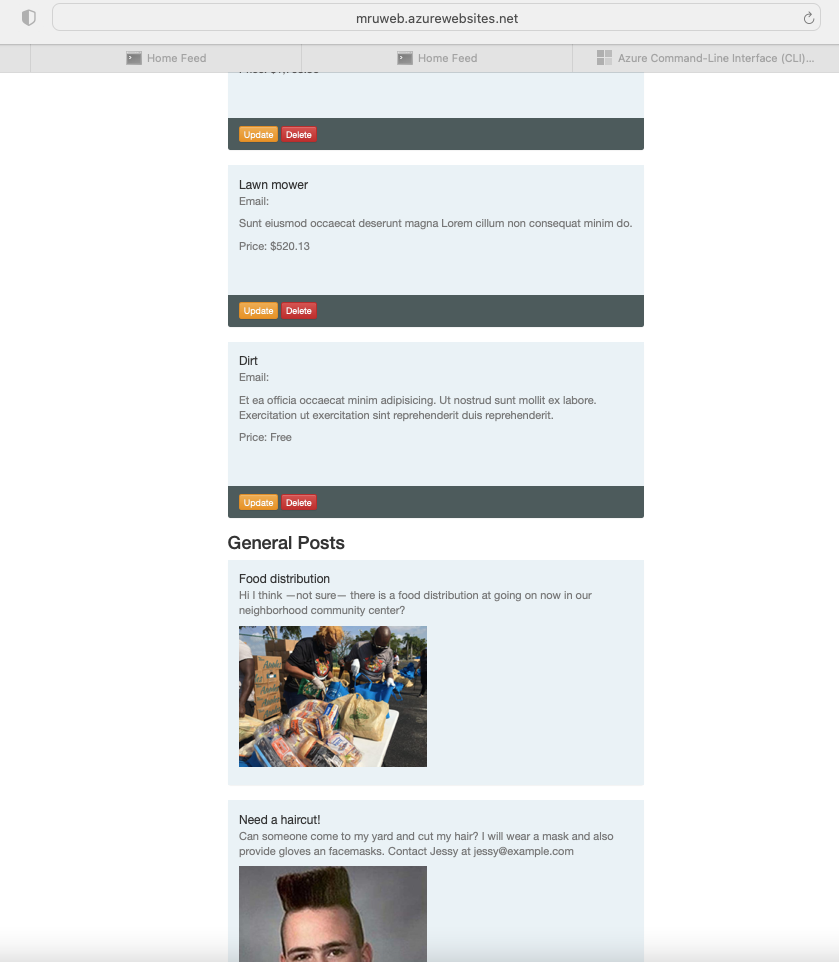 mruweb.azurewebsites.net
Home Feed
Home Feed
Azure Command-Line Interface (CLI)...
Update Delete
Lawn mower
Email:
Sunt eiusmod occaecat deserunt magna Lorem cillum non consequat minim do.
Price: $520.13
Update Delete
Dirt
Email:
Et ea officia occaecat minim adipisicing. Ut nostrud sunt mollit ex labore.
Exercitation ut exercitation sint reprehenderit duis reprehenderit.
Price: Free
Update Delete
General Posts
Food distribution
Hi I think —not sure— there is a food distribution at going on now in our
neighborhood community center?
Need a haircut!
Can someone come to my yard and cut my hair? I will wear a mask and also
provide gloves an facemasks. Contact Jessy at jessy@example.com